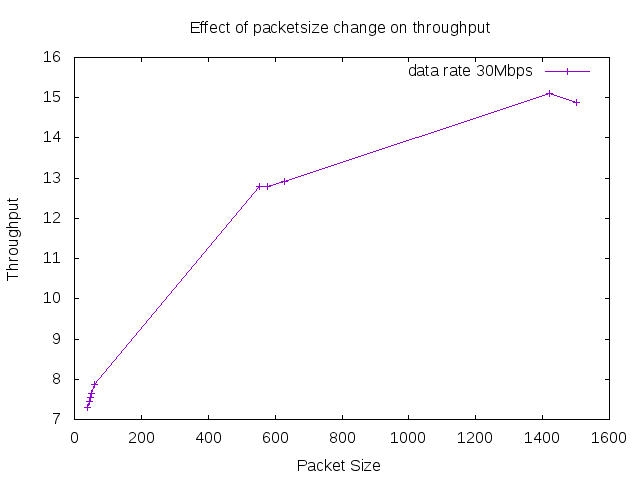 Effect of packetsize change on throughput
data rate 30Mbps
16
15
14
13
12
11
10
9
8
7
Throughput
0 200 400 600 800 1000 1200 1400 1600
Packet Size